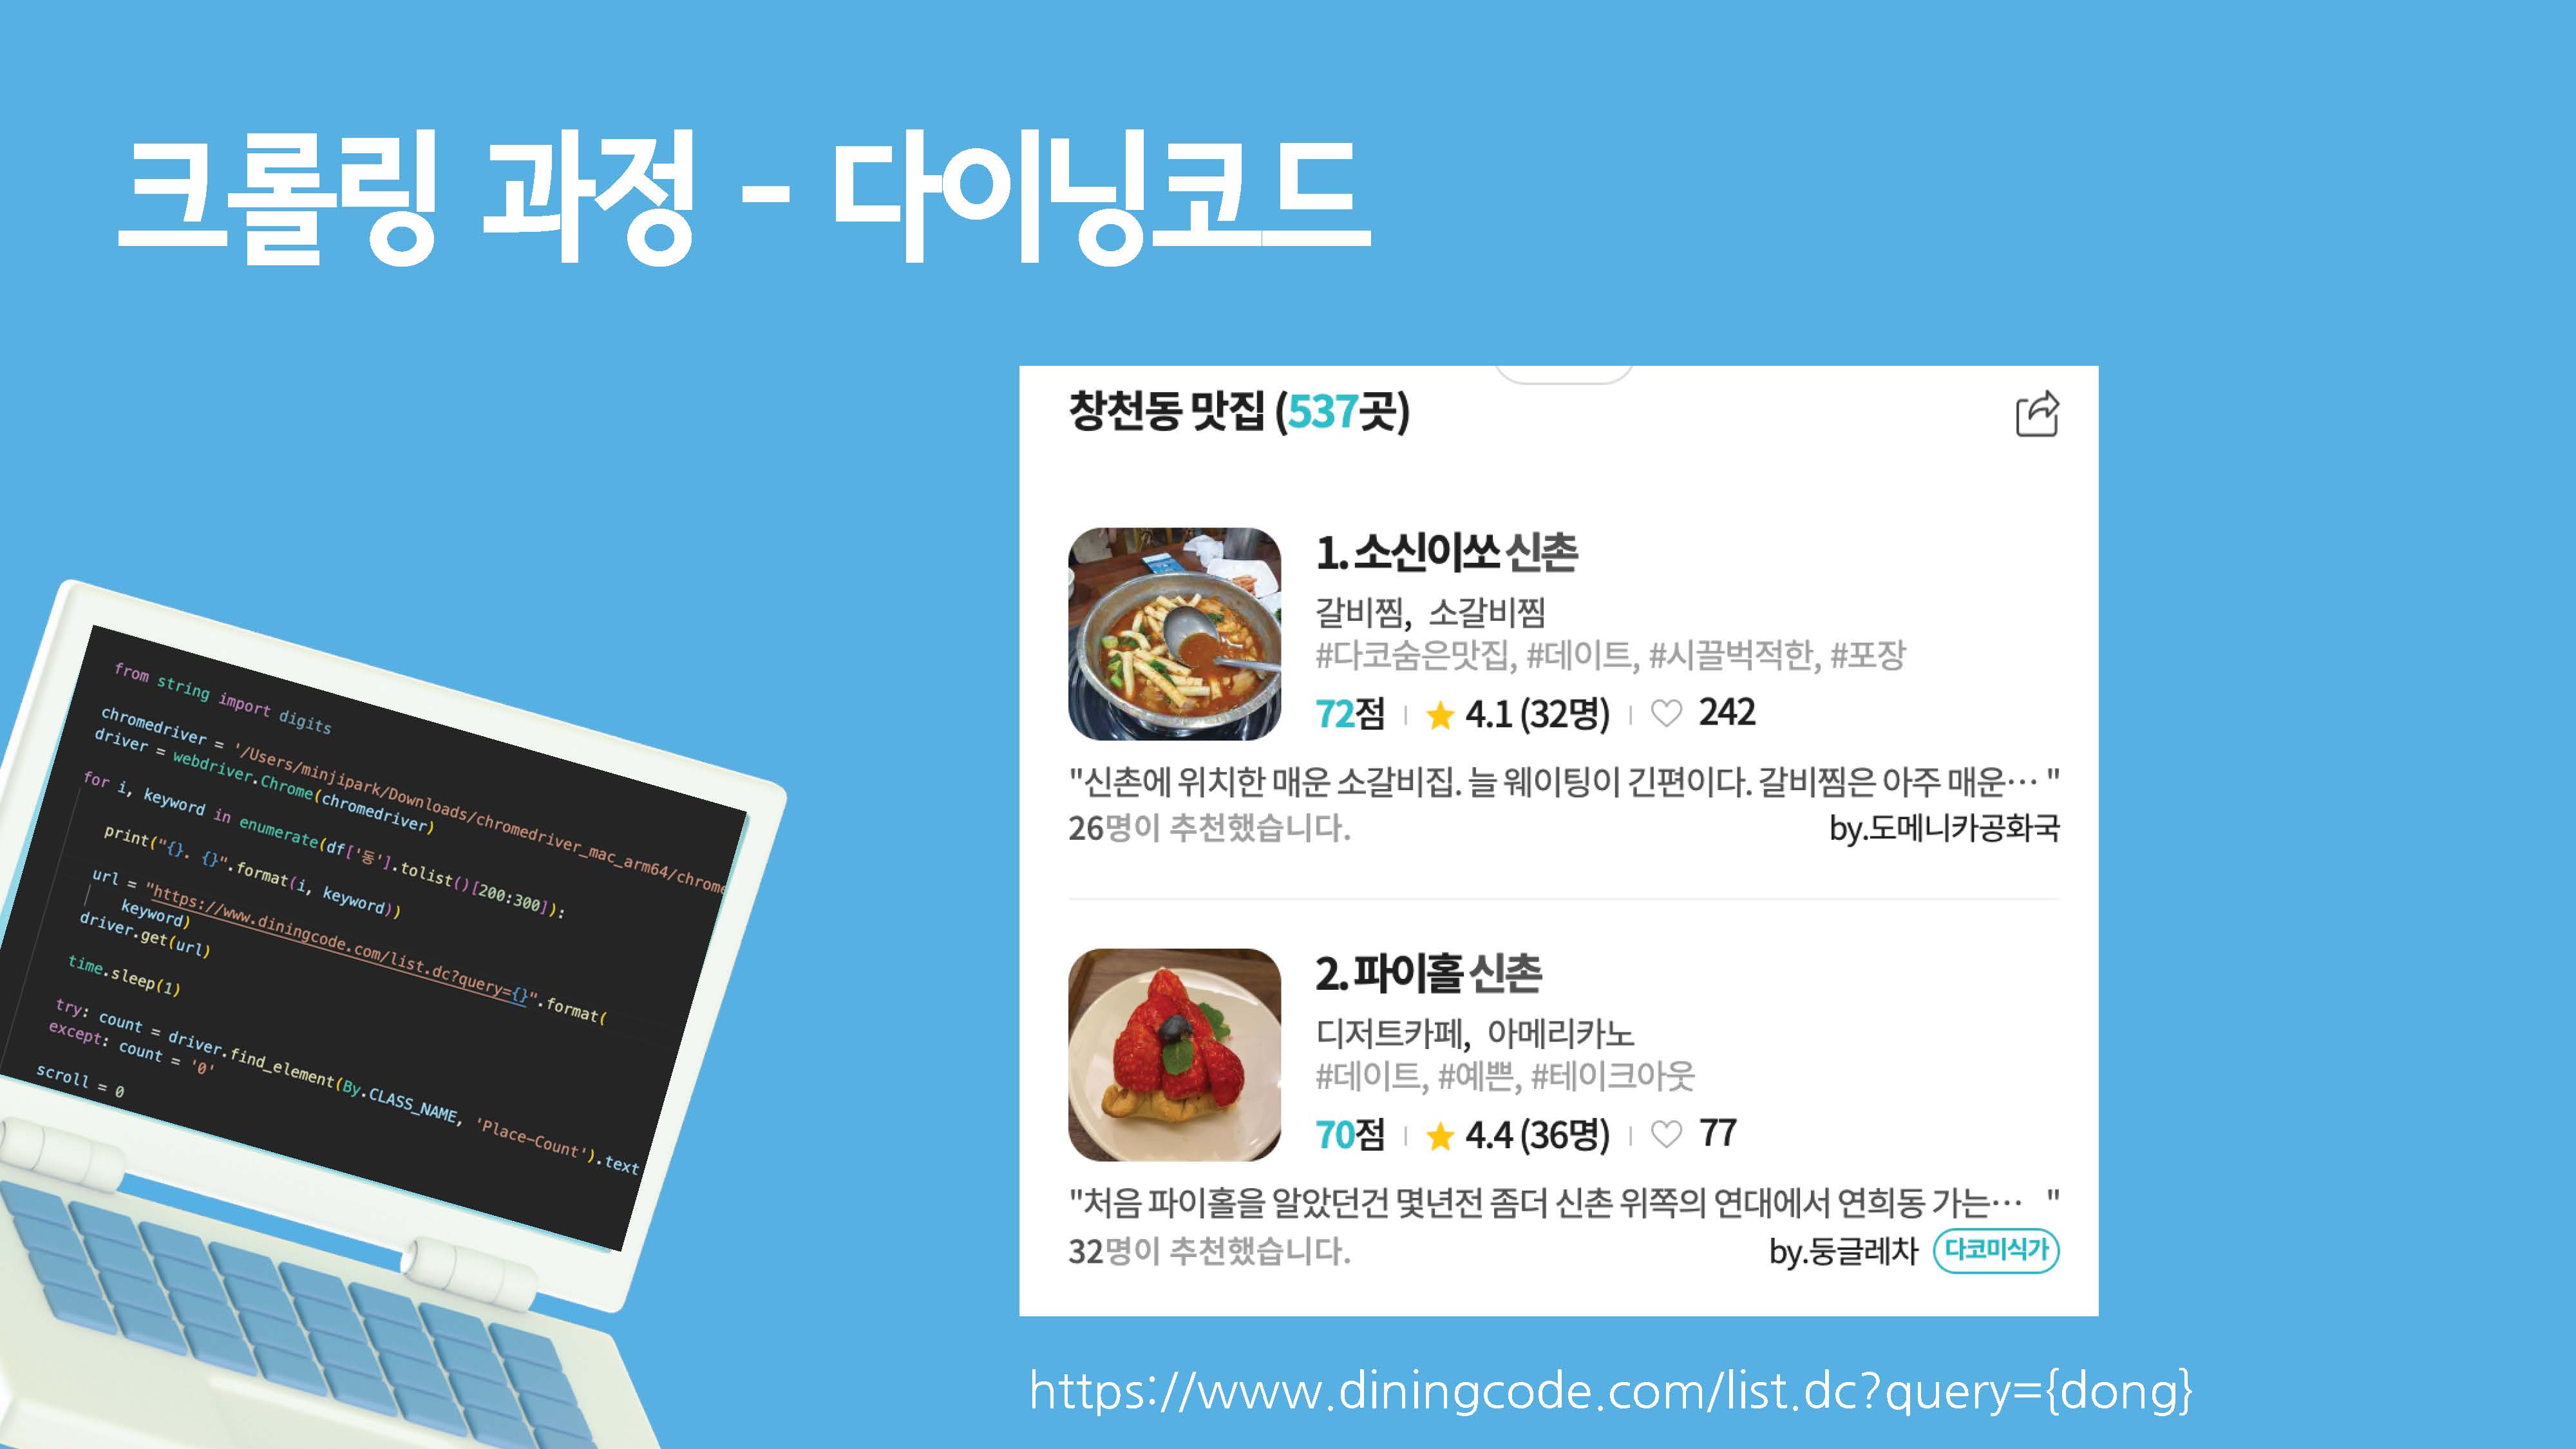 크롤링 과정 - 다이닝코드
from string import digits
chromedriver = '/Users/minjipark/Downloads/chromedriver_mac_arm64/chrome
driver = webdriver.Chrome(chromedriver)
for i, keyword in enumerate(df['동'].tolist()[200:300]):
print("{}. {}".format(i, keyword))
url = "https://www.diningcode.com/list.dc?query={}".format(
keyword)
driver.get(url)
time.sleep(1)
try: count = driver.find_element(By.CLASS_NAME, 'Place-Count').text
except: count = '0'
scroll = 0
창천동 맛집 (537곳)
1. 소신이쏘 신촌
갈비찜, 소갈비찜
#다코숨은맛집, #데이트, #시끌벅적한, #포장
72점 | ★ 4.1 (32명) | ♡ 242
"신촌에 위치한 매운 소갈비집. 늘 웨이팅이 긴편이다. 갈비찜은 아주 매운… "
26명이 추천했습니다. by.도메니카공화국
2. 파이홀 신촌
디저트카페, 아메리카노
#데이트, #예쁜, #테이크아웃
70점 | ★ 4.4 (36명) | ♡ 77
"처음 파이홀을 알았던건 몇년전 좀더 신촌 위쪽의 연대에서 연희동 가는… "
32명이 추천했습니다. by.둥글레차 다코미식가
https://www.diningcode.com/list.dc?query={dong}